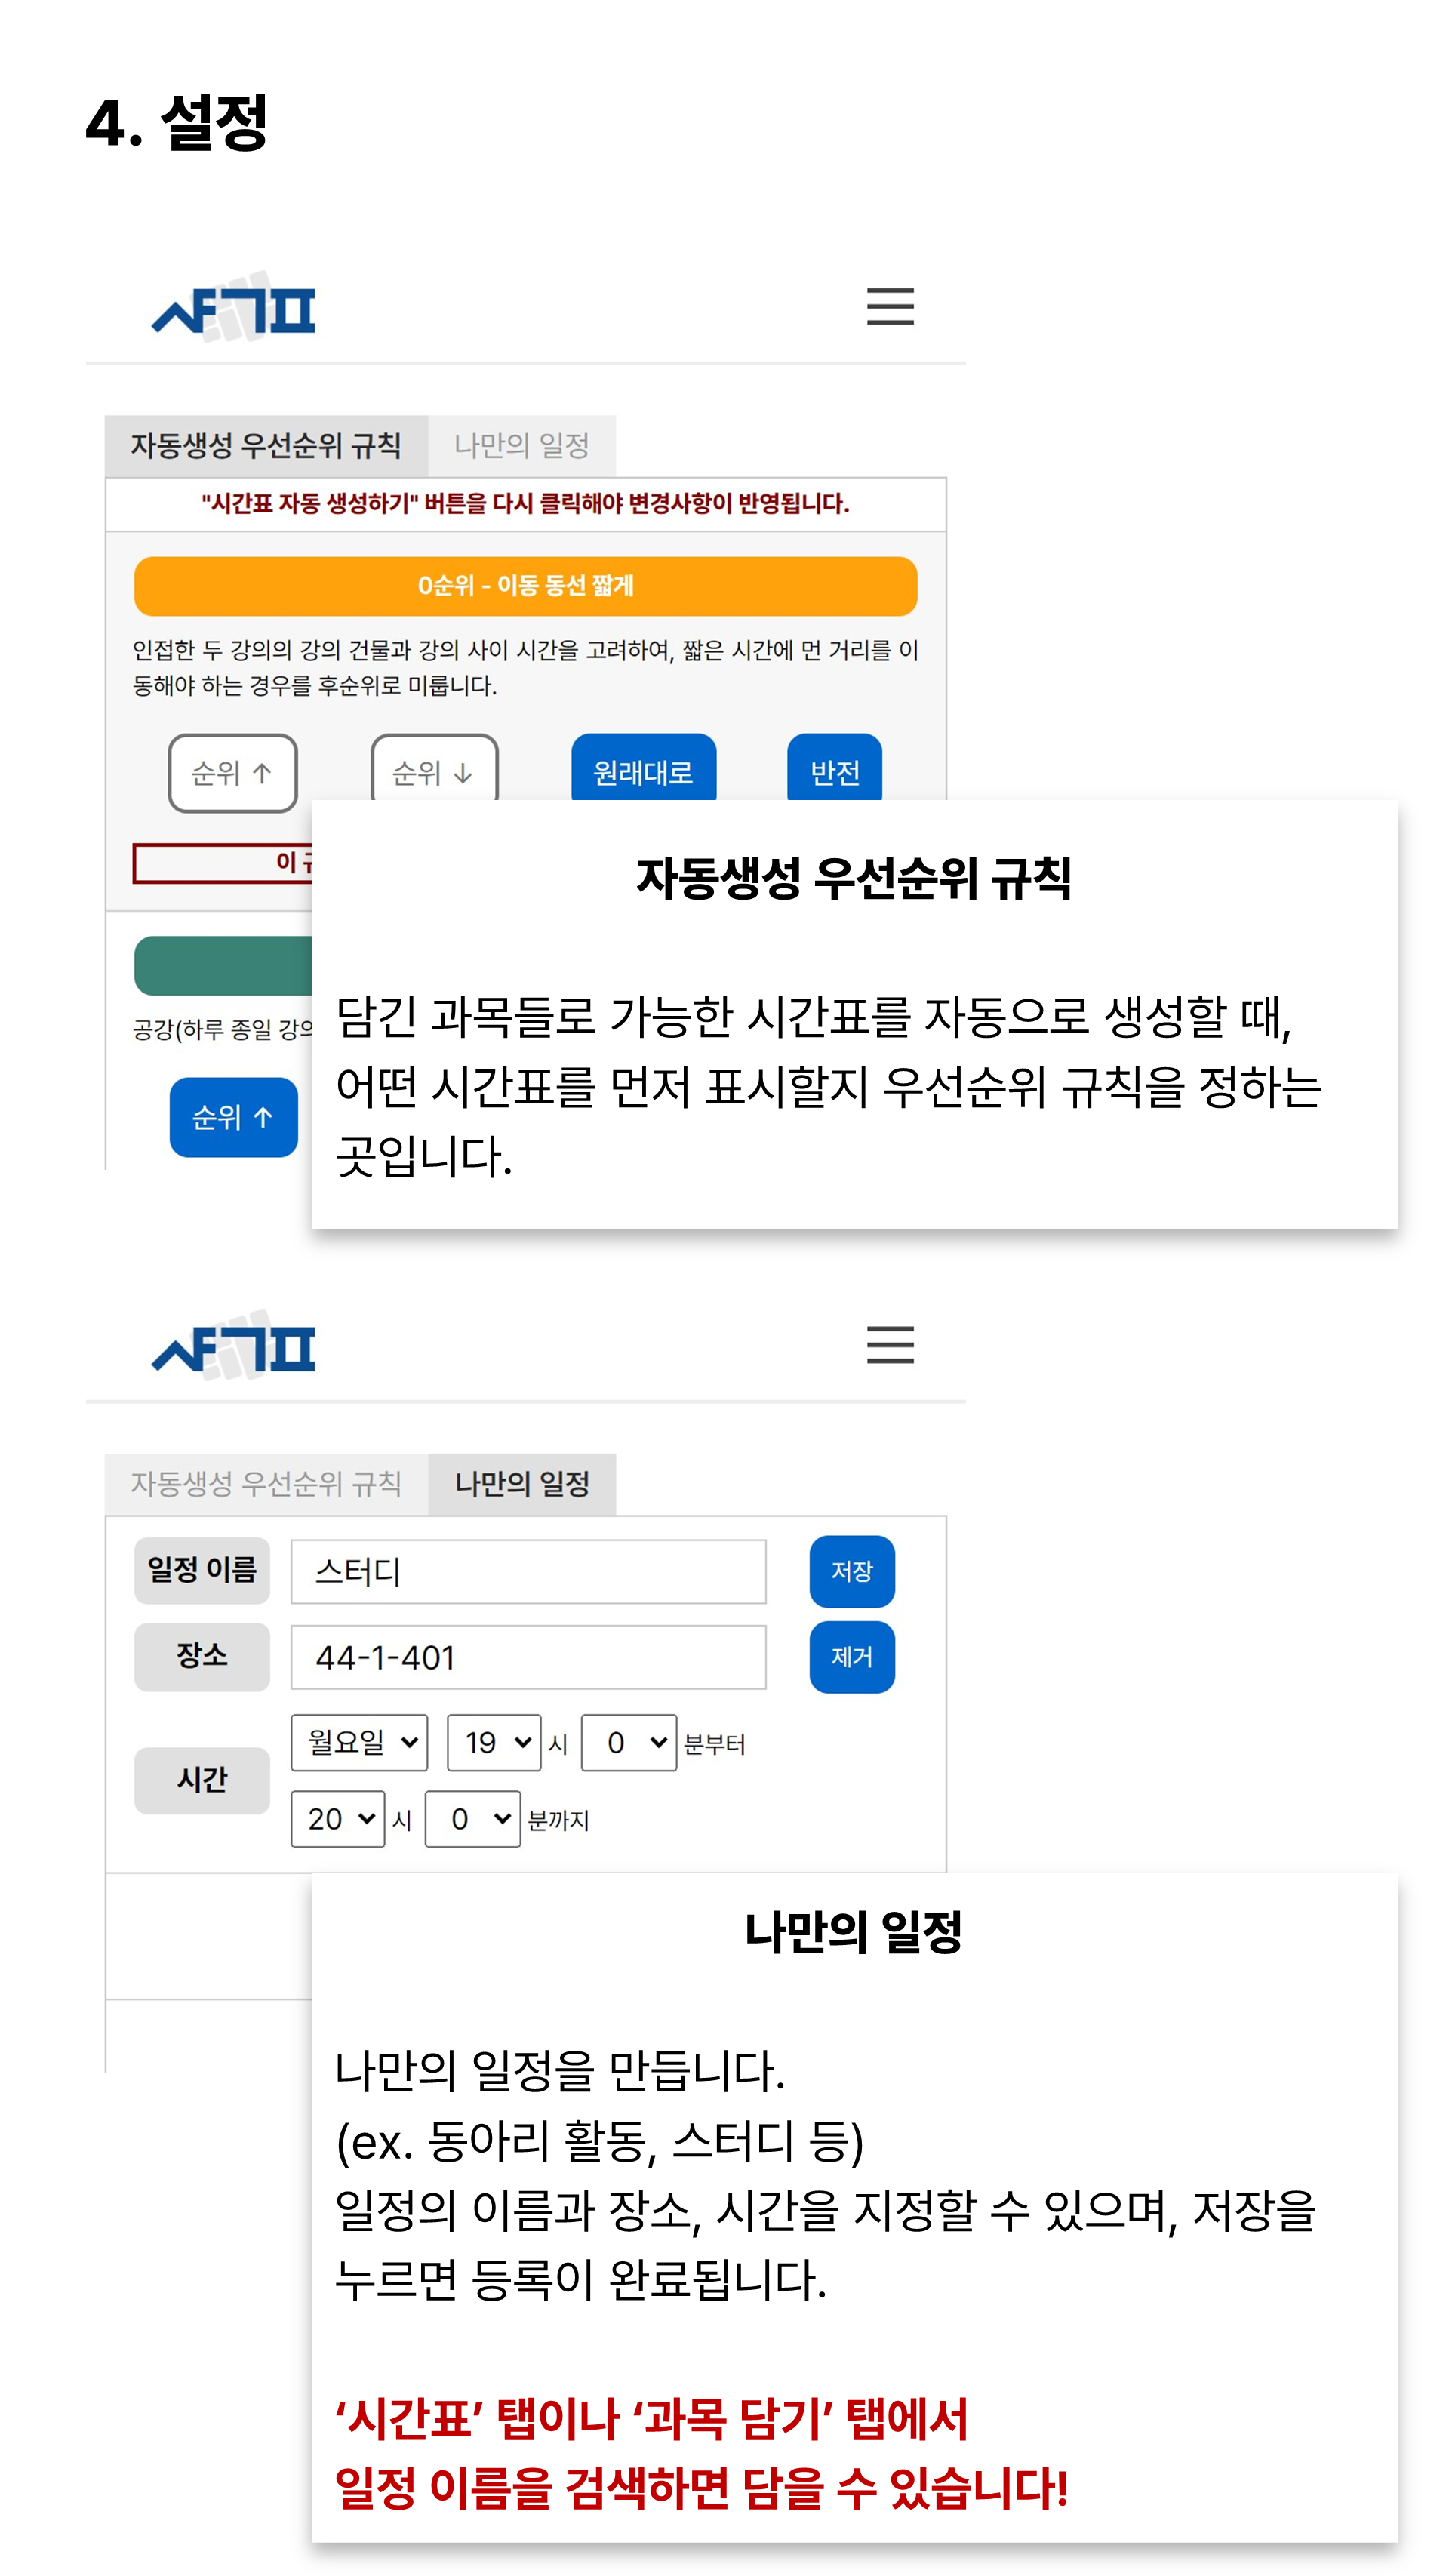 4. 설정
샤기표
자동생성 우선순위 규칙 나만의 일정
"시간표 자동 생성하기" 버튼을 다시 클릭해야 변경사항이 반영됩니다.
0순위 - 이동 동선 짧게
인접한 두 강의의 강의 건물과 강의 사이 시간을 고려하여, 짧은 시간에 먼 거리를 이
동해야 하는 경우를 후순위로 미룹니다.
순위 ↑ 순위 ↓ 원래대로 반전
이
공강(하루 종일 강의
순위 ↑
자동생성 우선순위 규칙
담긴 과목들로 가능한 시간표를 자동으로 생성할 때,
어떤 시간표를 먼저 표시할지 우선순위 규칙을 정하는
곳입니다.
샤기표
자동생성 우선순위 규칙 나만의 일정
일정 이름 스터디 저장
장소 44-1-401 제거
시간 월요일 19 시 0 분부터
20 시 0 분까지
나만의 일정
나만의 일정을 만듭니다.
(ex. 동아리 활동, 스터디 등)
일정의 이름과 장소, 시간을 지정할 수 있으며, 저장을
누르면 등록이 완료됩니다.
‘시간표’ 탭이나 ‘과목 담기’ 탭에서
일정 이름을 검색하면 담을 수 있습니다!